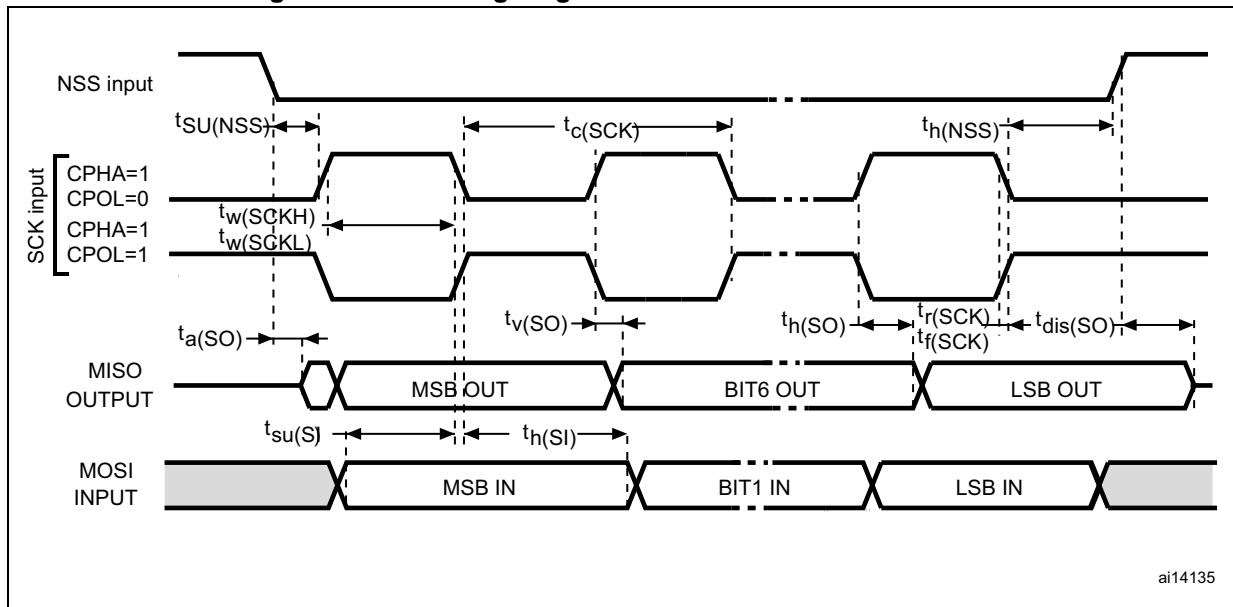 NSS input
tSU(NSS)
tc(SCK)
th(NSS)
SCK input
CPHA=1
CPOL=0
CPHA=1
CPOL=1
tw(SCKH)
tw(SCKL)
ta(SO)
tv(SO)
th(SO)
tr(SCK)
tf(SCK)
tdis(SO)
MISO
OUTPUT
MSB OUT
BIT6 OUT
LSB OUT
tsu(SI)
th(SI)
MOSI
INPUT
MSB IN
BIT1 IN
LSB IN
ai14135